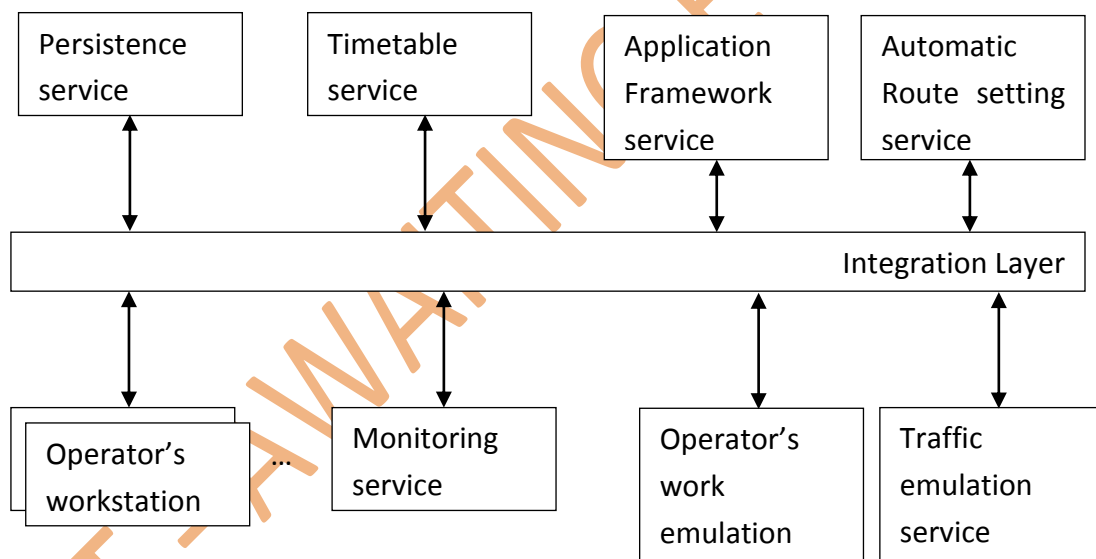 Persistence
service
Timetable
service
Application
Framework
service
Automatic
Route setting
service
Integration Layer
Operator's
workstation
...
Monitoring
service
Operator's
work
emulation
Traffic
emulation
service
AWAITING